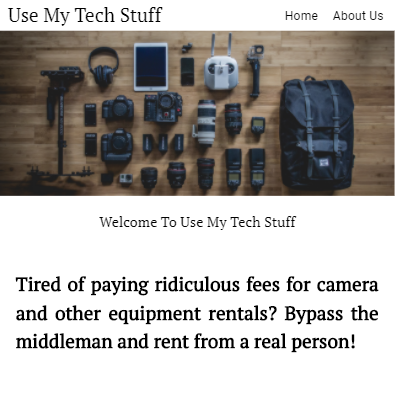 Use My Tech Stuff
Home About Us
Welcome To Use My Tech Stuff
Tired of paying ridiculous fees for camera
and other equipment rentals? Bypass the
middleman and rent from a real person!